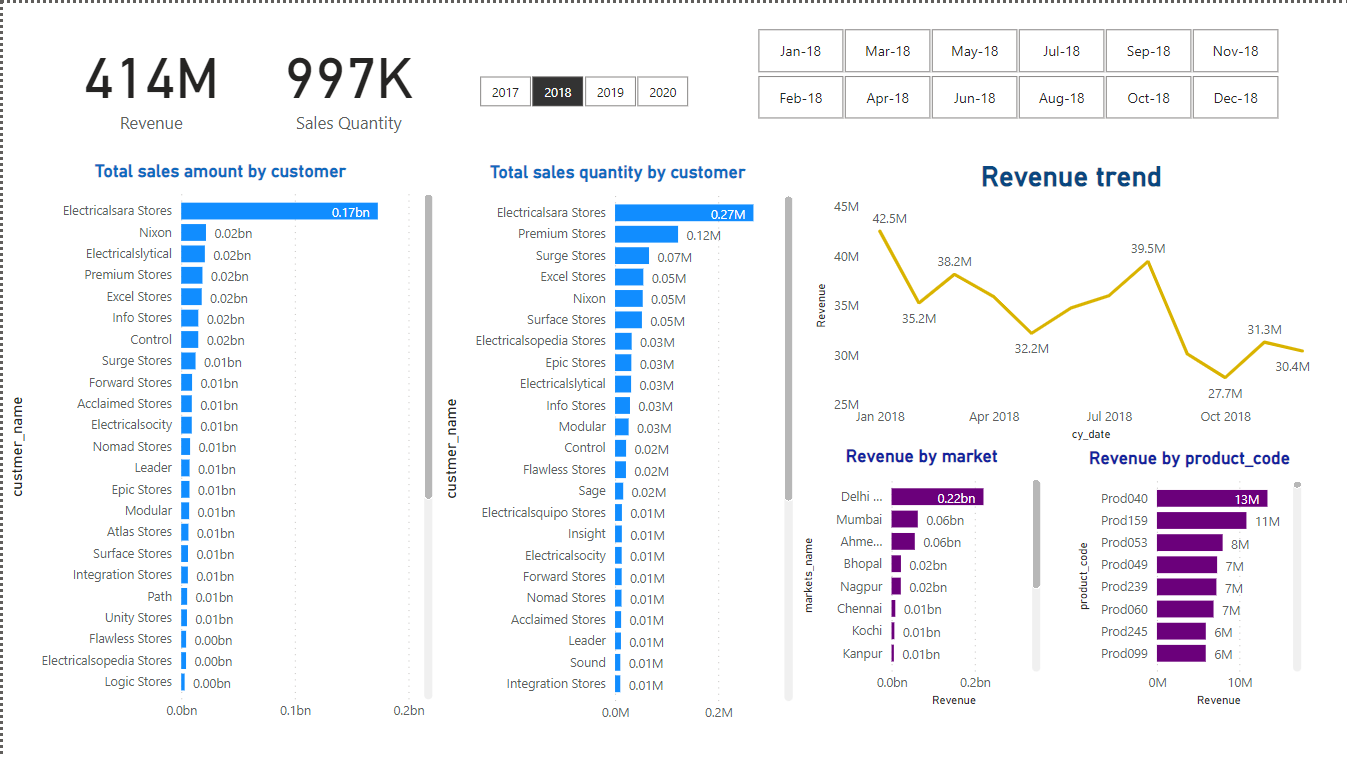 414M
Revenue
997K
Sales Quantity
2017 2018 2019 2020
Jan-18 Mar-18 May-18 Jul-18 Sep-18 Nov-18
Feb-18 Apr-18 Jun-18 Aug-18 Oct-18 Dec-18
Total sales amount by customer
custmer_name
Electricalsara Stores 0.17bn
Nixon 0.02bn
Electricalslytical 0.02bn
Premium Stores 0.02bn
Excel Stores 0.02bn
Info Stores 0.02bn
Control 0.02bn
Surge Stores 0.01bn
Forward Stores 0.01bn
Acclaimed Stores 0.01bn
Electricalsocity 0.01bn
Nomad Stores 0.01bn
Leader 0.01bn
Epic Stores 0.01bn
Modular 0.01bn
Atlas Stores 0.01bn
Surface Stores 0.01bn
Integration Stores 0.01bn
Path 0.01bn
Unity Stores 0.01bn
Flawless Stores 0.00bn
Electricalsopedia Stores 0.00bn
Logic Stores 0.00bn
0.0bn 0.1bn 0.2bn
Total sales quantity by customer
custmer_name
Electricalsara Stores 0.27M
Premium Stores 0.12M
Surge Stores 0.07M
Excel Stores 0.05M
Nixon 0.05M
Surface Stores 0.05M
Electricalsopedia Stores 0.03M
Epic Stores 0.03M
Electricalslytical 0.03M
Info Stores 0.03M
Modular 0.03M
Control 0.02M
Flawless Stores 0.02M
Sage 0.02M
Electricalsquipo Stores 0.01M
Insight 0.01M
Electricalsocity 0.01M
Forward Stores 0.01M
Nomad Stores 0.01M
Acclaimed Stores 0.01M
Leader 0.01M
Sound 0.01M
Integration Stores 0.01M
0.0M 0.2M
Revenue trend
Revenue
45M
40M
35M
30M
25M
42.5M
35.2M
38.2M
32.2M
39.5M
27.7M
31.3M
30.4M
Jan 2018 Apr 2018 Jul 2018 Oct 2018
cy_date
Revenue by market
markets_name
Delhi ... 0.22bn
Mumbai 0.06bn
Ahme... 0.06bn
Bhopal 0.02bn
Nagpur 0.02bn
Chennai 0.01bn
Kochi 0.01bn
Kanpur 0.01bn
0.0bn 0.2bn
Revenue
Revenue by product_code
product_code
Prod040 13M
Prod159 11M
Prod053 8M
Prod049 7M
Prod239 7M
Prod060 7M
Prod245 6M
Prod099 6M
0M 10M
Revenue